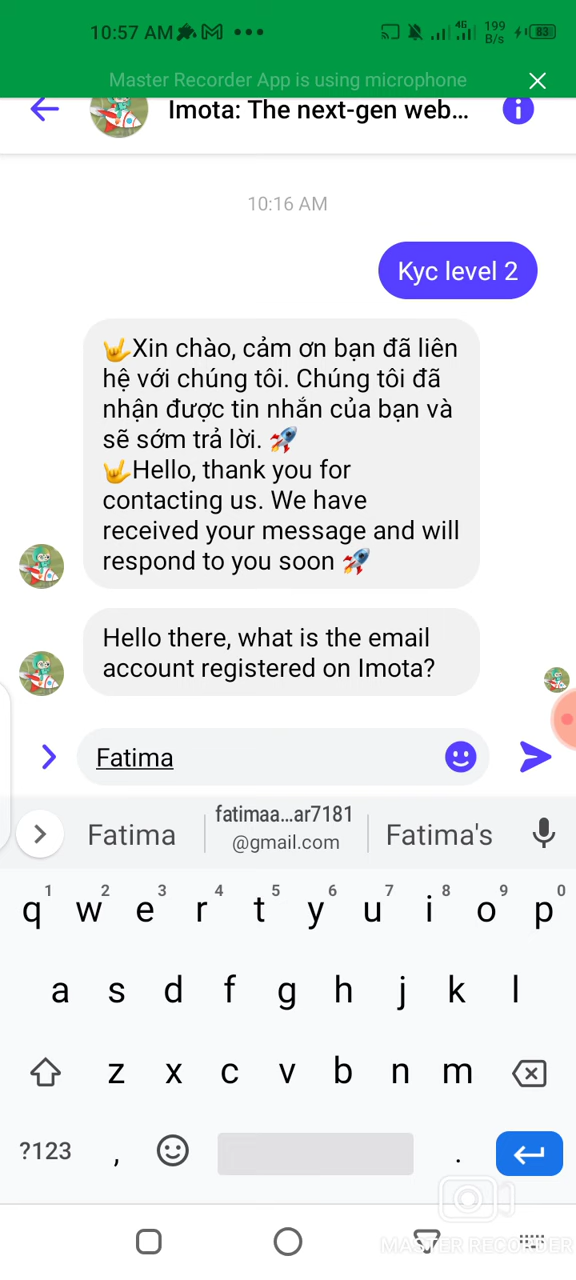 10:57 AM
4G
199
B/s
83
Master Recorder App is using microphone
Imota: The next-gen web...
10:16 AM
Kyc level 2
Xin chào, cảm ơn bạn đã liên
hệ với chúng tôi. Chúng tôi đã
nhận được tin nhắn của bạn và
sẽ sớm trả lời. 🚀
Hello, thank you for
contacting us. We have
received your message and will
respond to you soon 🚀
Hello there, what is the email
account registered on Imota?
Fatima
Fatima
fatimaa...ar7181
@gmail.com
Fatima's
1 2 3 4 5 6 7 8 9 0
q w e r t y u i o p
a s d f g h j k l
z x c v b n m
?123 , .
MASTER RECORDER